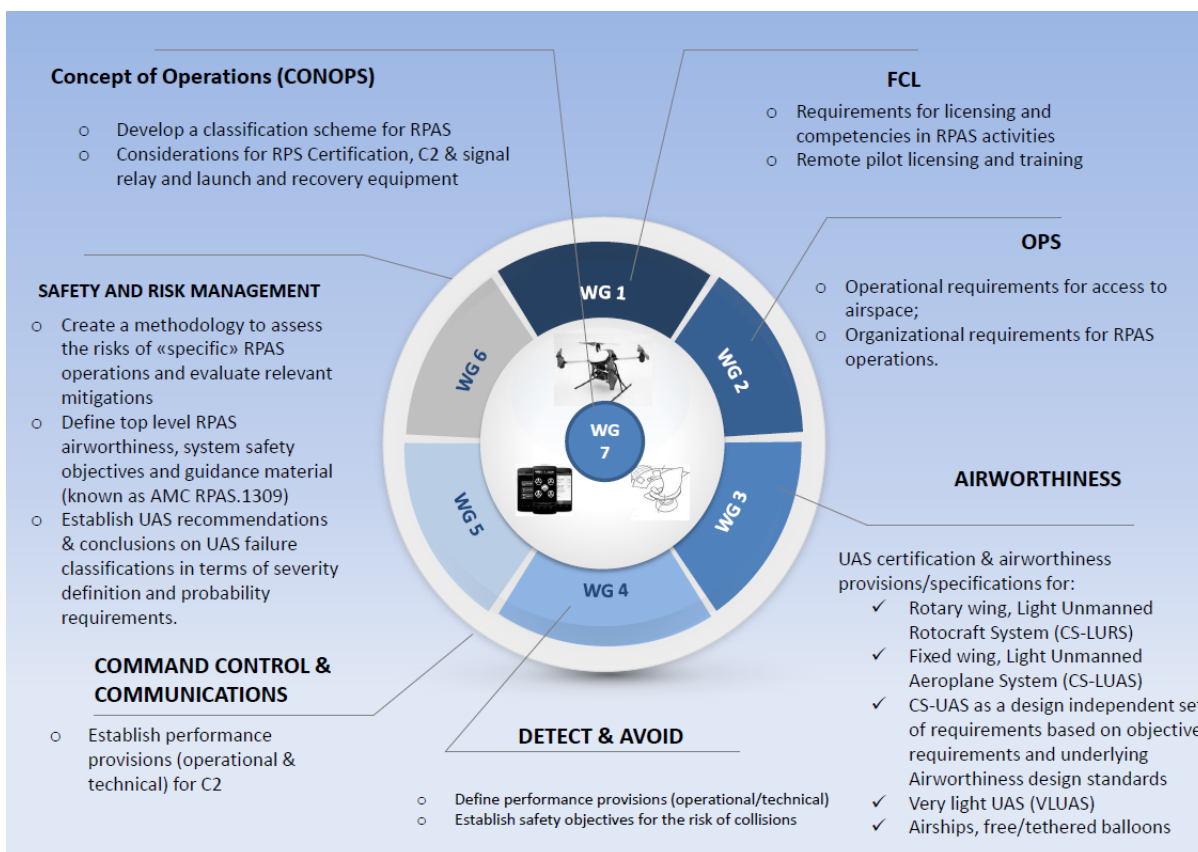 Concept of Operations (CONOPS)
o Develop a classification scheme for RPAS
o Considerations for RPS Certification, C2 & signal
relay and launch and recovery equipment
FCL
o Requirements for licensing and
competencies in RPAS activities
o Remote pilot licensing and training
OPS
o Operational requirements for access to
airspace;
o Organizational requirements for RPAS
operations.
SAFETY AND RISK MANAGEMENT
o Create a methodology to assess
the risks of «specific» RPAS
operations and evaluate relevant
mitigations
o Define top level RPAS
airworthiness, system safety
objectives and guidance material
(known as AMC RPAS.1309)
o Establish UAS recommendations
& conclusions on UAS failure
classifications in terms of severity
definition and probability
requirements.
WG 1
WG 2
WG 3
WG 4
WG 5
WG 6
WG
7
AIRWORTHINESS
UAS certification & airworthiness
provisions/specifications for:
✓ Rotary wing, Light Unmanned
Rotocraft System (CS-LURS)
✓ Fixed wing, Light Unmanned
Aeroplane System (CS-LUAS)
✓ CS-UAS as a design independent set
of requirements based on objective
requirements and underlying
Airworthiness design standards
✓ Very light UAS (VLUAS)
✓ Airships, free/tethered balloons
COMMAND CONTROL &
COMMUNICATIONS
o Establish performance
provisions (operational &
technical) for C2
DETECT & AVOID
o Define performance provisions (operational/technical)
o Establish safety objectives for the risk of collisions